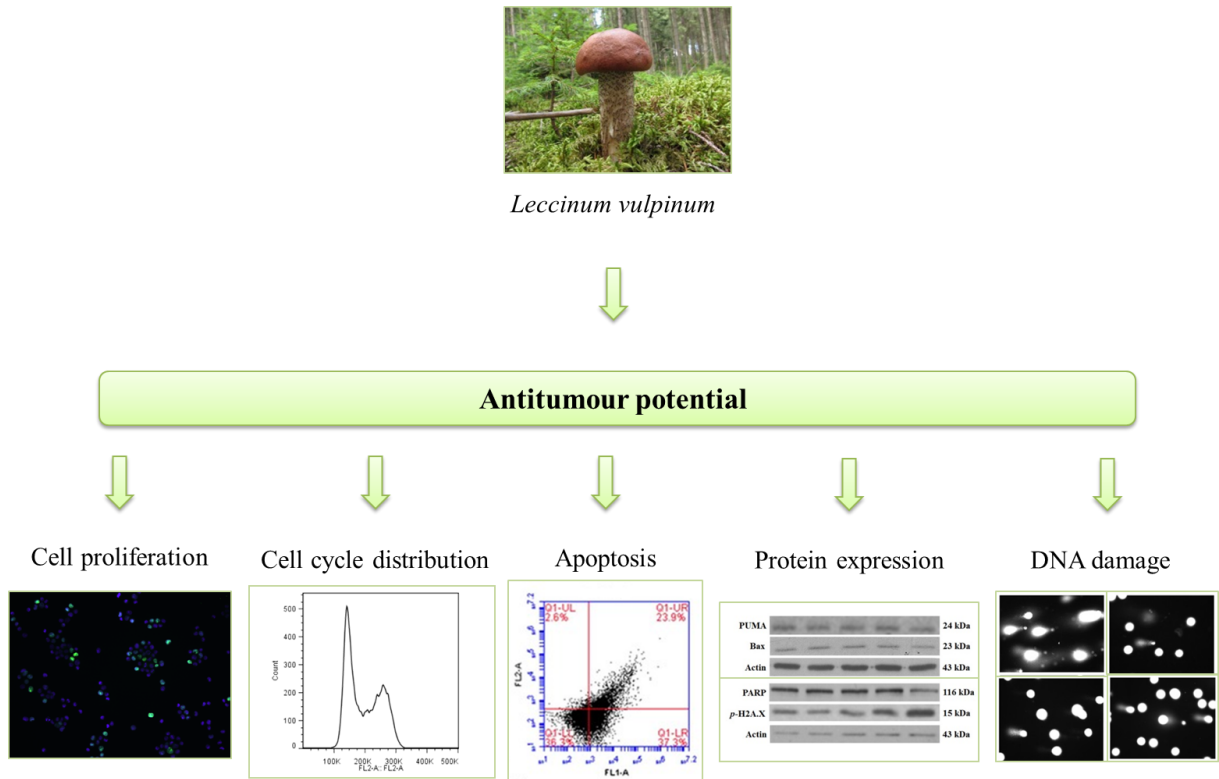 Leccinum vulpinum
Antitumour potential
Cell proliferation
Cell cycle distribution
Apoptosis
Protein expression
DNA damage
500
400
300
200
100
0
Count
100K 200K 300K 400K 500K
FL2-A:: FL2-A
Q1-UL
2.6%
Q1-UR
23.9%
FL2-A
Q1-LR
37.3%
FL1-A
PUMA 24 kDa
Bax 23 kDa
Actin 43 kDa
PARP 116 kDa
p-H2A.X 15 kDa
Actin 43 kDa